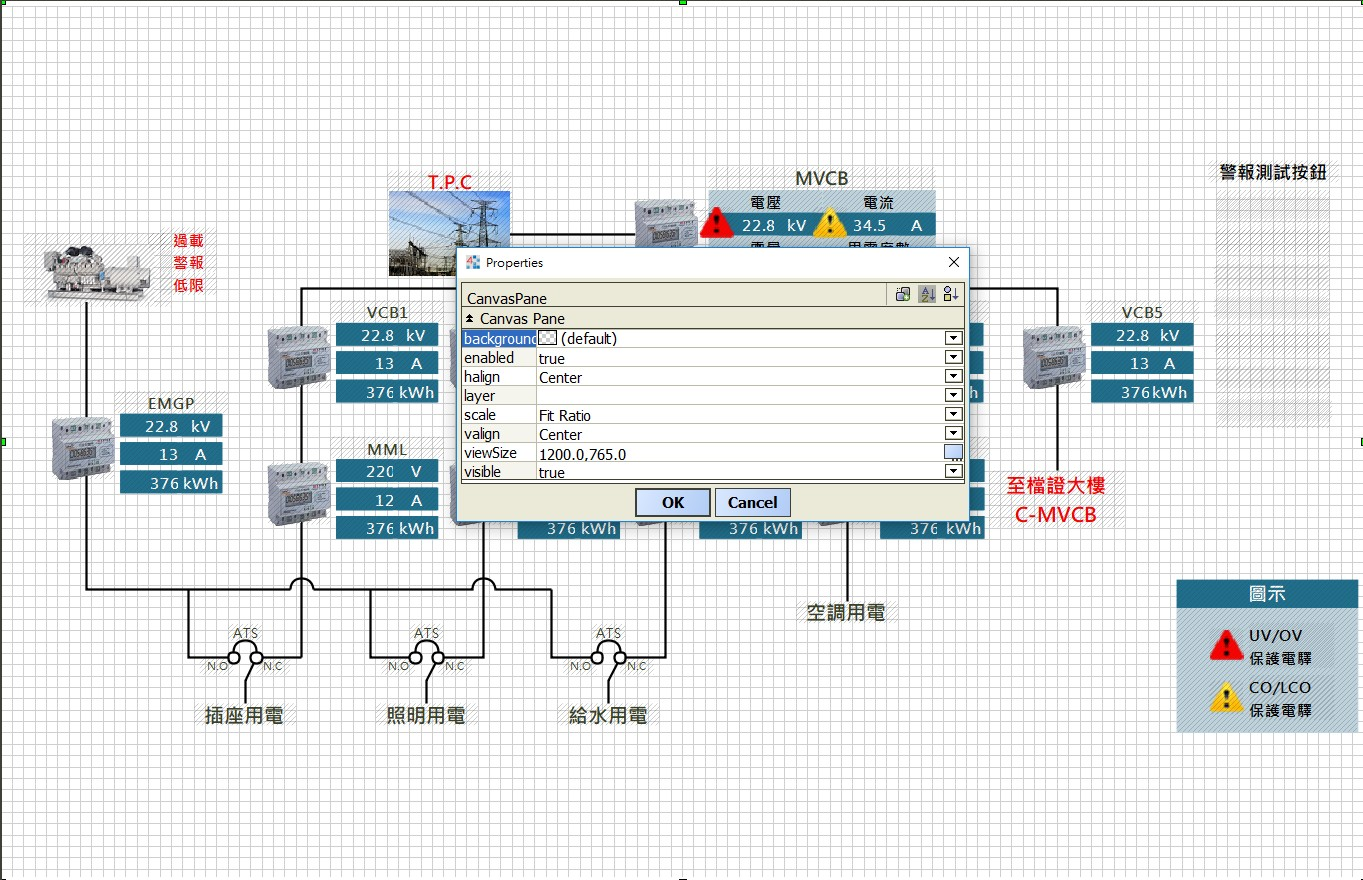 警報測試按鈕
T.P.C
MVCB
電壓
電流
22.8 kV
34.5 A
過載
警報
低限
Properties
CanvasPane
Canvas Pane
background
(default)
enabled
true
halign
Center
layer
scale
Fit Ratio
valign
Center
viewSize
1200.0,765.0
visible
true
OK
Cancel
VCB1
22.8 kV
13 A
376 kWh
VCB5
22.8 kV
13 A
376 kWh
EMGP
22.8 kV
13 A
376 kWh
MML
220 V
12 A
376 kWh
376 kWh
376 kWh
376 kWh
至檔證大樓
C-MVCB
空調用電
ATS
N.O
N.C
插座用電
ATS
N.O
N.C
照明用電
ATS
N.O
N.C
給水用電
圖示
UV/OV
保護電驛
CO/LCO
保護電驛